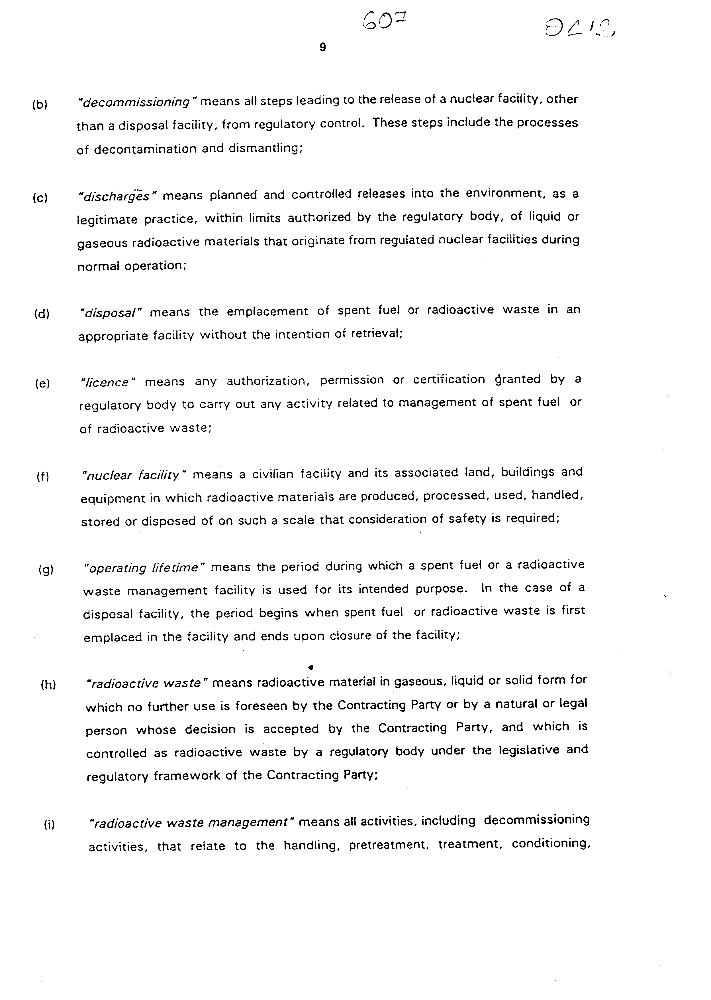 607
9
(b) "decommissioning" means all steps leading to the release of a nuclear facility, other
than a disposal facility, from regulatory control. These steps include the processes
of decontamination and dismantling;
(c) "discharges" means planned and controlled releases into the environment, as a
legitimate practice, within limits authorized by the regulatory body, of liquid or
gaseous radioactive materials that originate from regulated nuclear facilities during
normal operation;
(d) "disposal" means the emplacement of spent fuel or radioactive waste in an
appropriate facility without the intention of retrieval;
(e) "licence" means any authorization, permission or certification granted by a
regulatory body to carry out any activity related to management of spent fuel or
of radioactive waste;
(f) "nuclear facility" means a civilian facility and its associated land, buildings and
equipment in which radioactive materials are produced, processed, used, handled,
stored or disposed of on such a scale that consideration of safety is required;
(g) "operating lifetime" means the period during which a spent fuel or a radioactive
waste management facility is used for its intended purpose. In the case of a
disposal facility, the period begins when spent fuel or radioactive waste is first
emplaced in the facility and ends upon closure of the facility;
(h) "radioactive waste" means radioactive material in gaseous, liquid or solid form for
which no further use is foreseen by the Contracting Party or by a natural or legal
person whose decision is accepted by the Contracting Party, and which is
controlled as radioactive waste by a regulatory body under the legislative and
regulatory framework of the Contracting Party;
(i) "radioactive waste management" means all activities, including decommissioning
activities, that relate to the handling, pretreatment, treatment, conditioning,